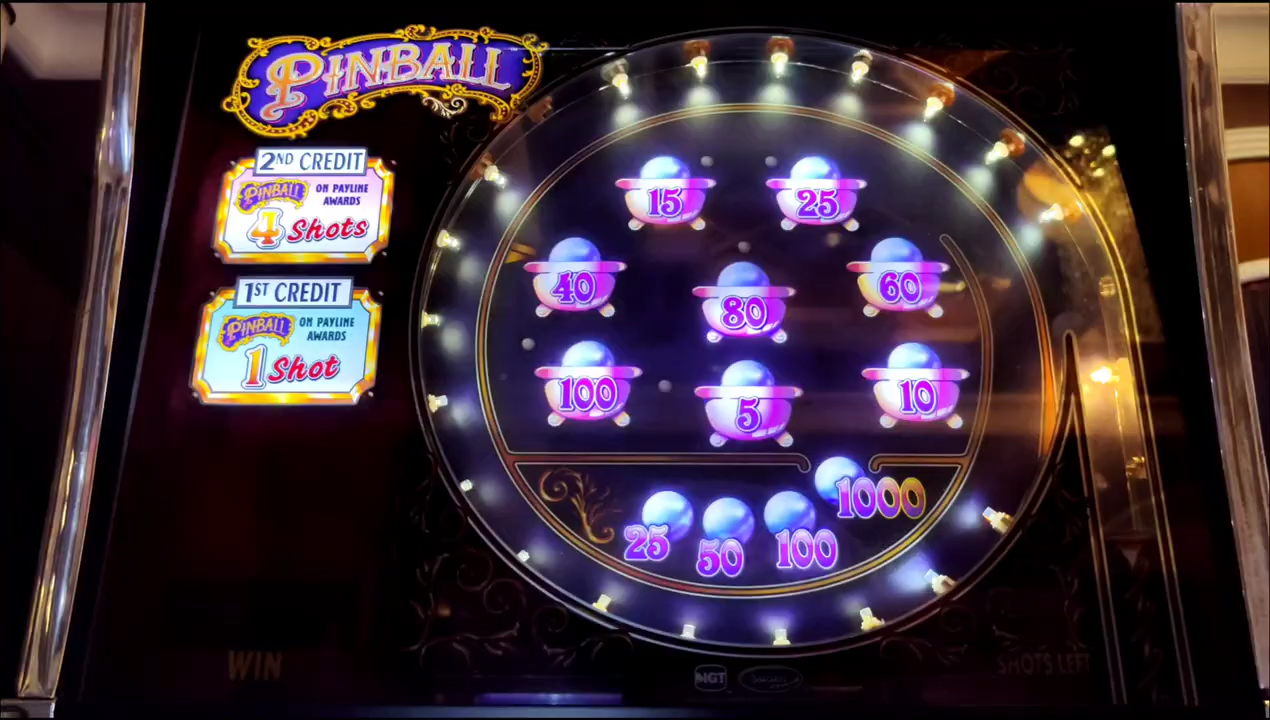 PINBALL
2ND CREDIT
PINBALL ON PAYLINE
AWARDS
4 Shots
1ST CREDIT
PINBALL ON PAYLINE
AWARDS
1 Shot
15
25
40
80
60
100
5
10
25
50
100
1000
WIN
IGT
SHOTS LEFT